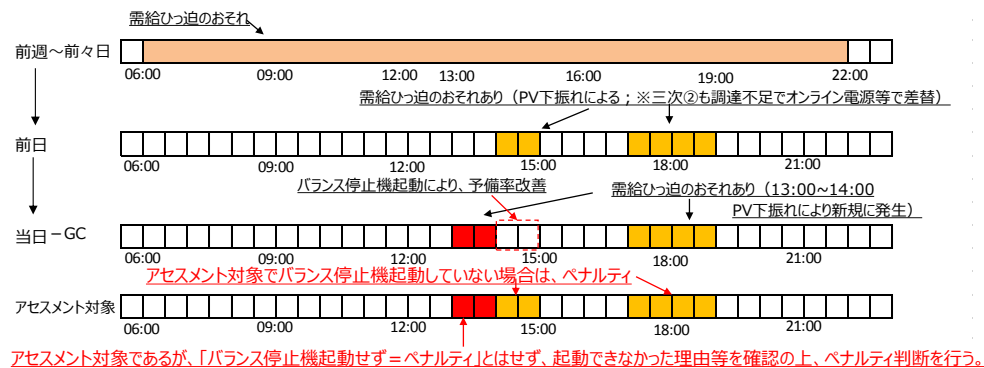 需給ひっ迫のおそれ
前週～前々日
06:00 09:00 12:00 13:00 16:00 19:00 22:00
需給ひっ迫のおそれあり（PV下振れによる；※三次②も調達不足でオンライン電源等で差替）
前日
06:00 09:00 12:00 15:00 18:00 21:00
バランス停止機起動により、予備率改善
需給ひっ迫のおそれあり（13:00~14:00
PV下振れにより新規に発生）
当日－GC
06:00 09:00 12:00 15:00 18:00 21:00
アセスメント対象でバランス停止機起動していない場合は、ペナルティ
アセスメント対象
06:00 09:00 12:00 15:00 18:00 21:00
アセスメント対象であるが、「バランス停止機起動せず＝ペナルティ」とはせず、起動できなかった理由等を確認の上、ペナルティ判断を行う。